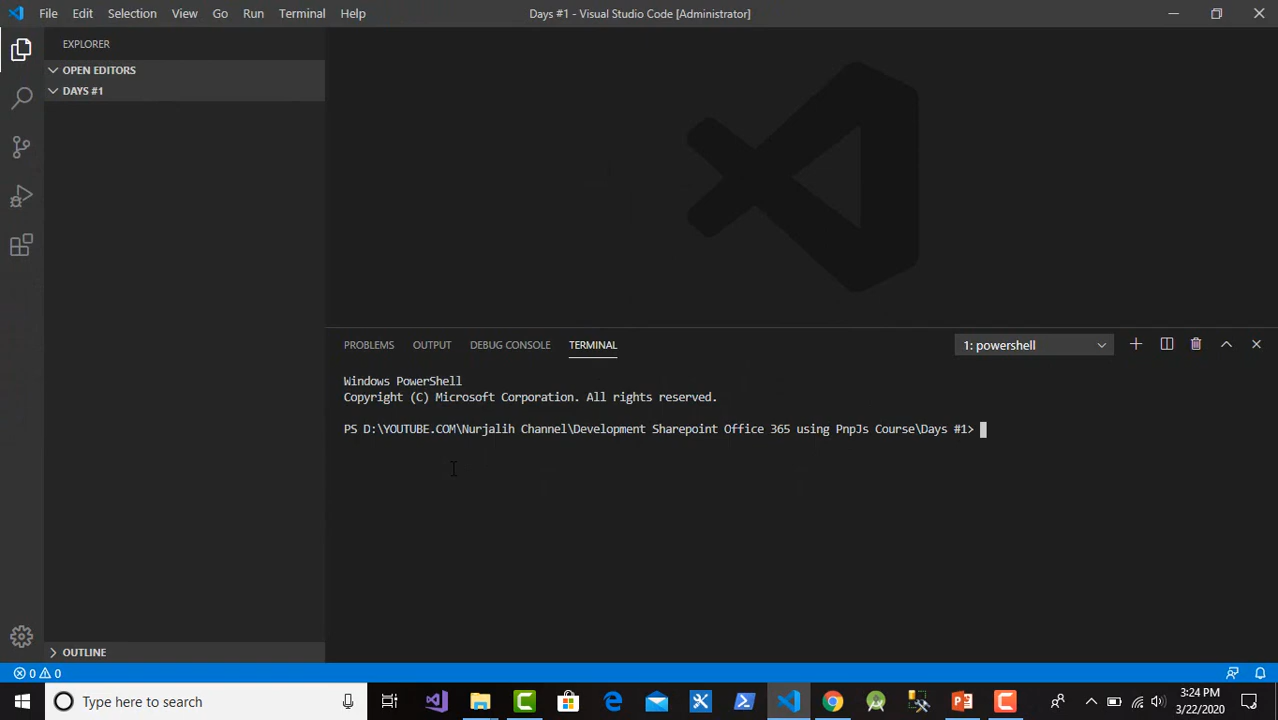 File Edit Selection View Go Run Terminal Help Days #1 - Visual Studio Code [Administrator]
EXPLORER
OPEN EDITORS
DAYS #1
PROBLEMS OUTPUT DEBUG CONSOLE TERMINAL 1: powershell
Windows PowerShell
Copyright (C) Microsoft Corporation. All rights reserved.
PS D:\YOUTUBE.COM\Nurjalih Channel\Development Sharepoint Office 365 using PnpJs Course\Days #1>
OUTLINE
0 0
Type here to search
3:24 PM
3/22/2020